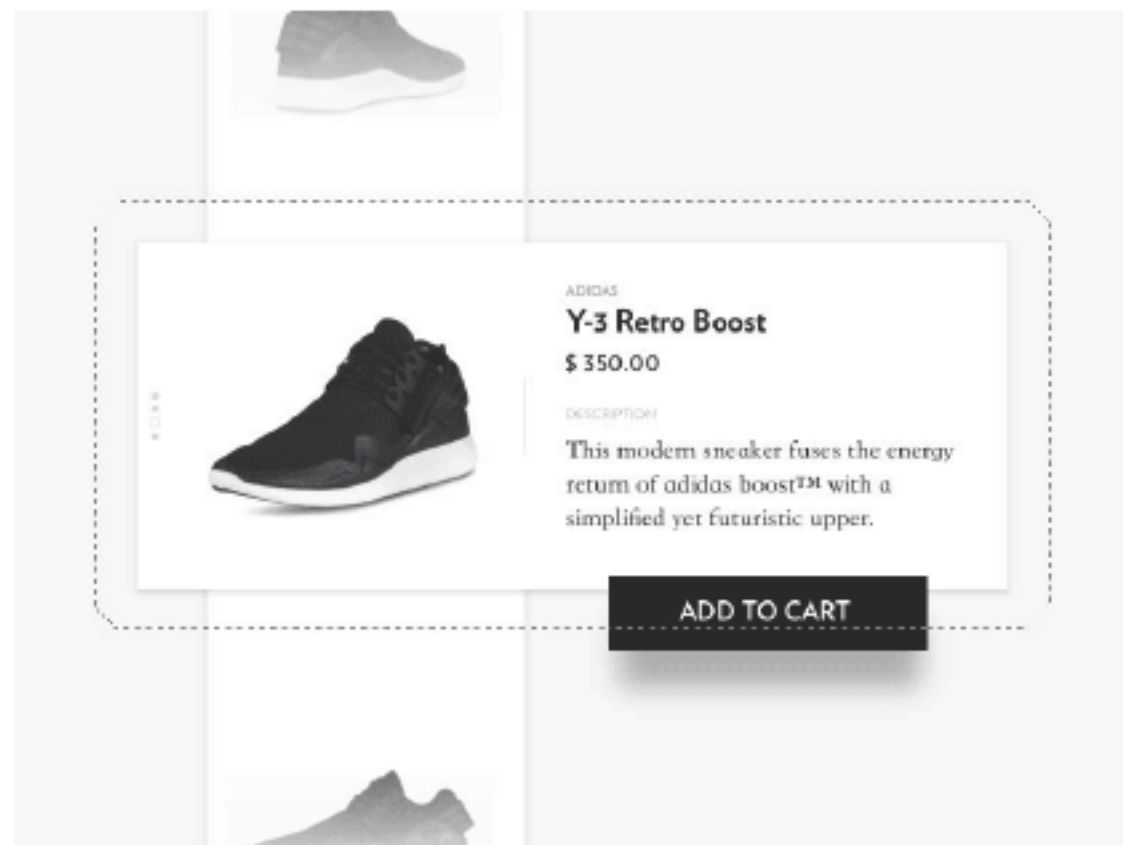 ADIDAS
Y-3 Retro Boost
$ 350.00
DESCRIPTION
This modern sneaker fuses the energy
return of adidas boost™ with a
simplified yet futuristic upper.
ADD TO CART